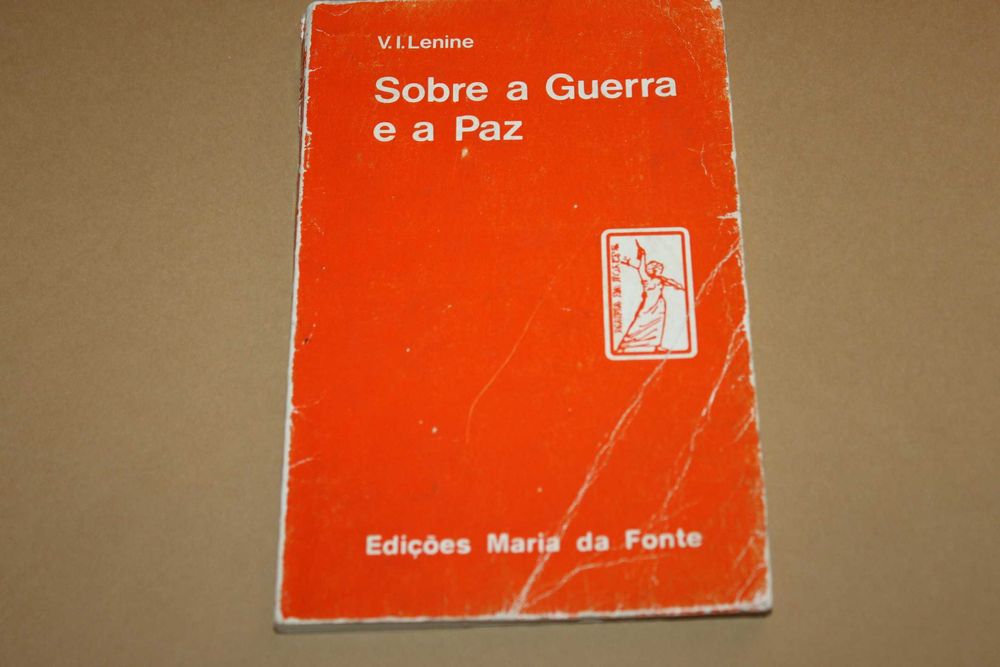 V. I. Lenine
Sobre a Guerra
e a Paz
Edições Maria da Fonte